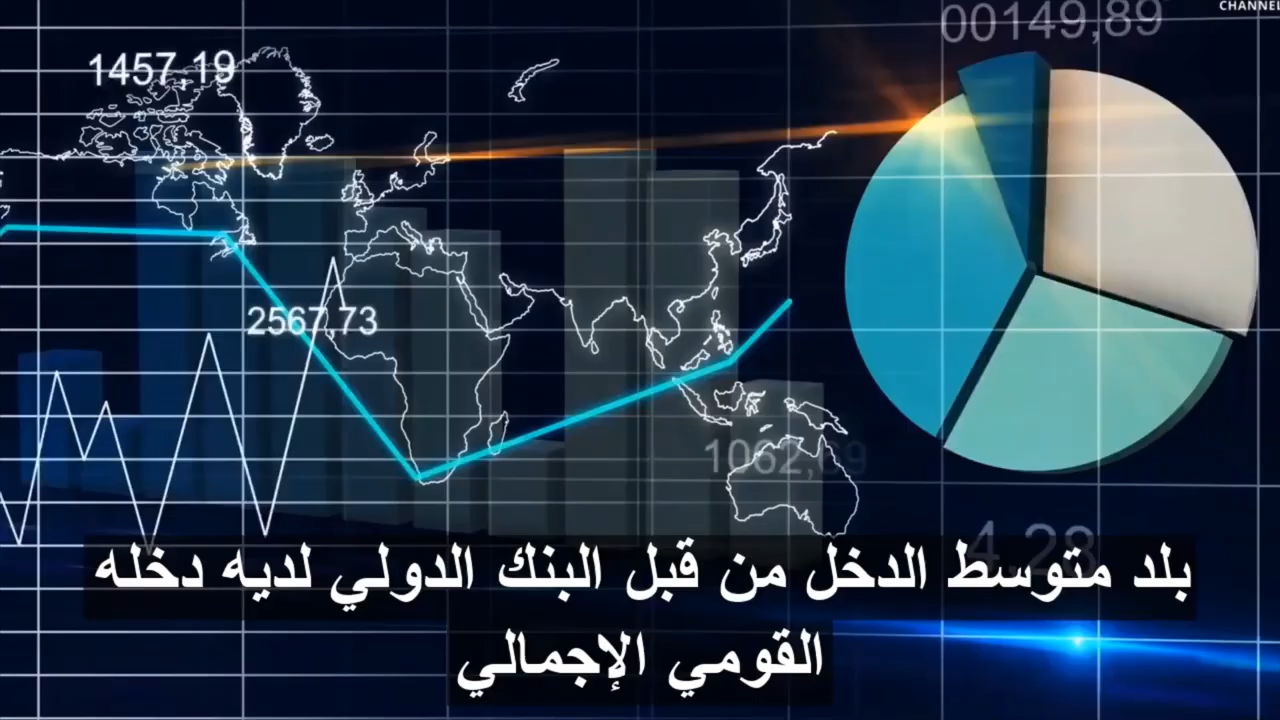 CHANNEL
00149,89
1457,19
2567,73
1062,69
4.28
بلد متوسط الدخل من قبل البنك الدولي لديه دخله
القومي الإجمالي